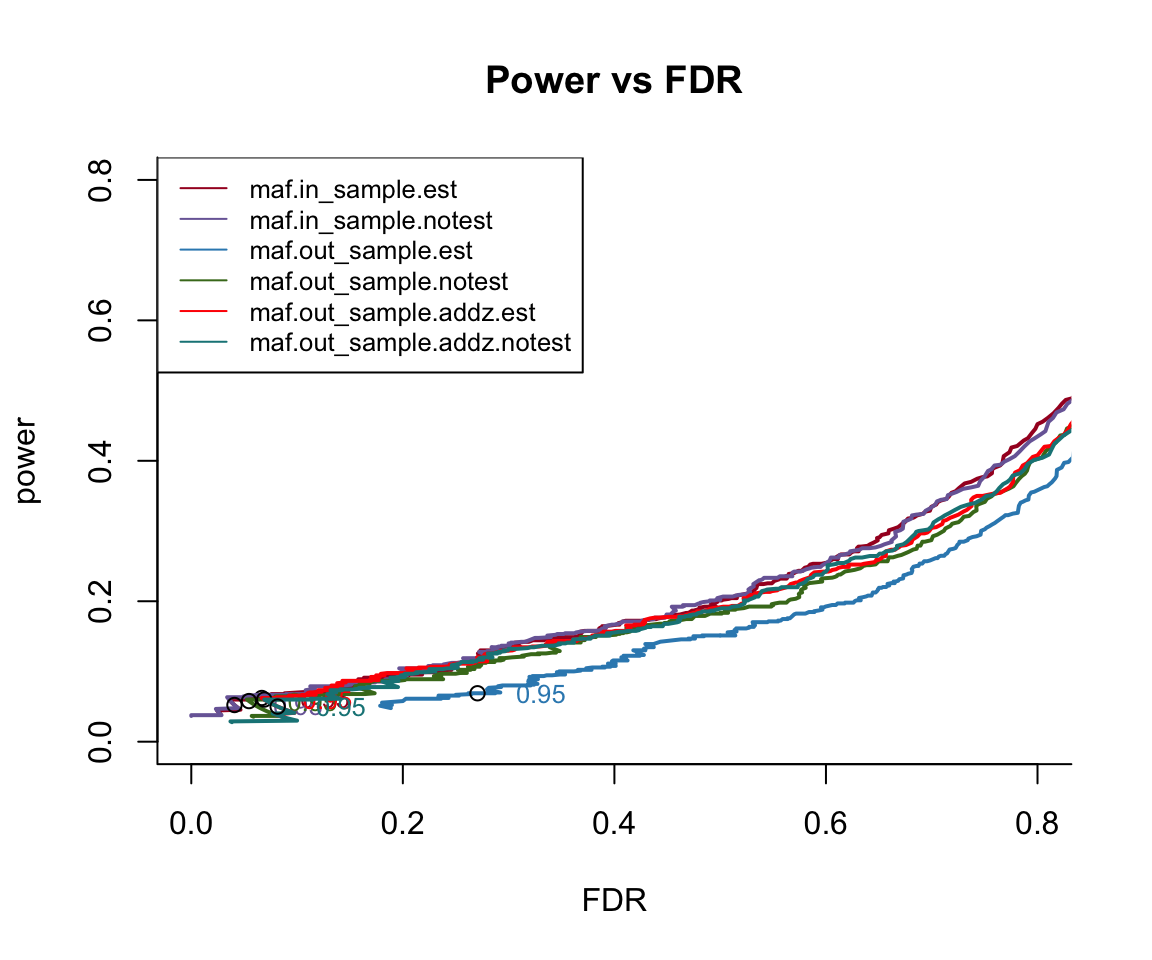 Power vs FDR
maf.in_sample.est
maf.in_sample.notest
maf.out_sample.est
maf.out_sample.notest
maf.out_sample.addz.est
maf.out_sample.addz.notest
power
0.8
0.6
0.4
0.2
0.0
0.95
0.95
0.0 0.2 0.4 0.6 0.8
FDR